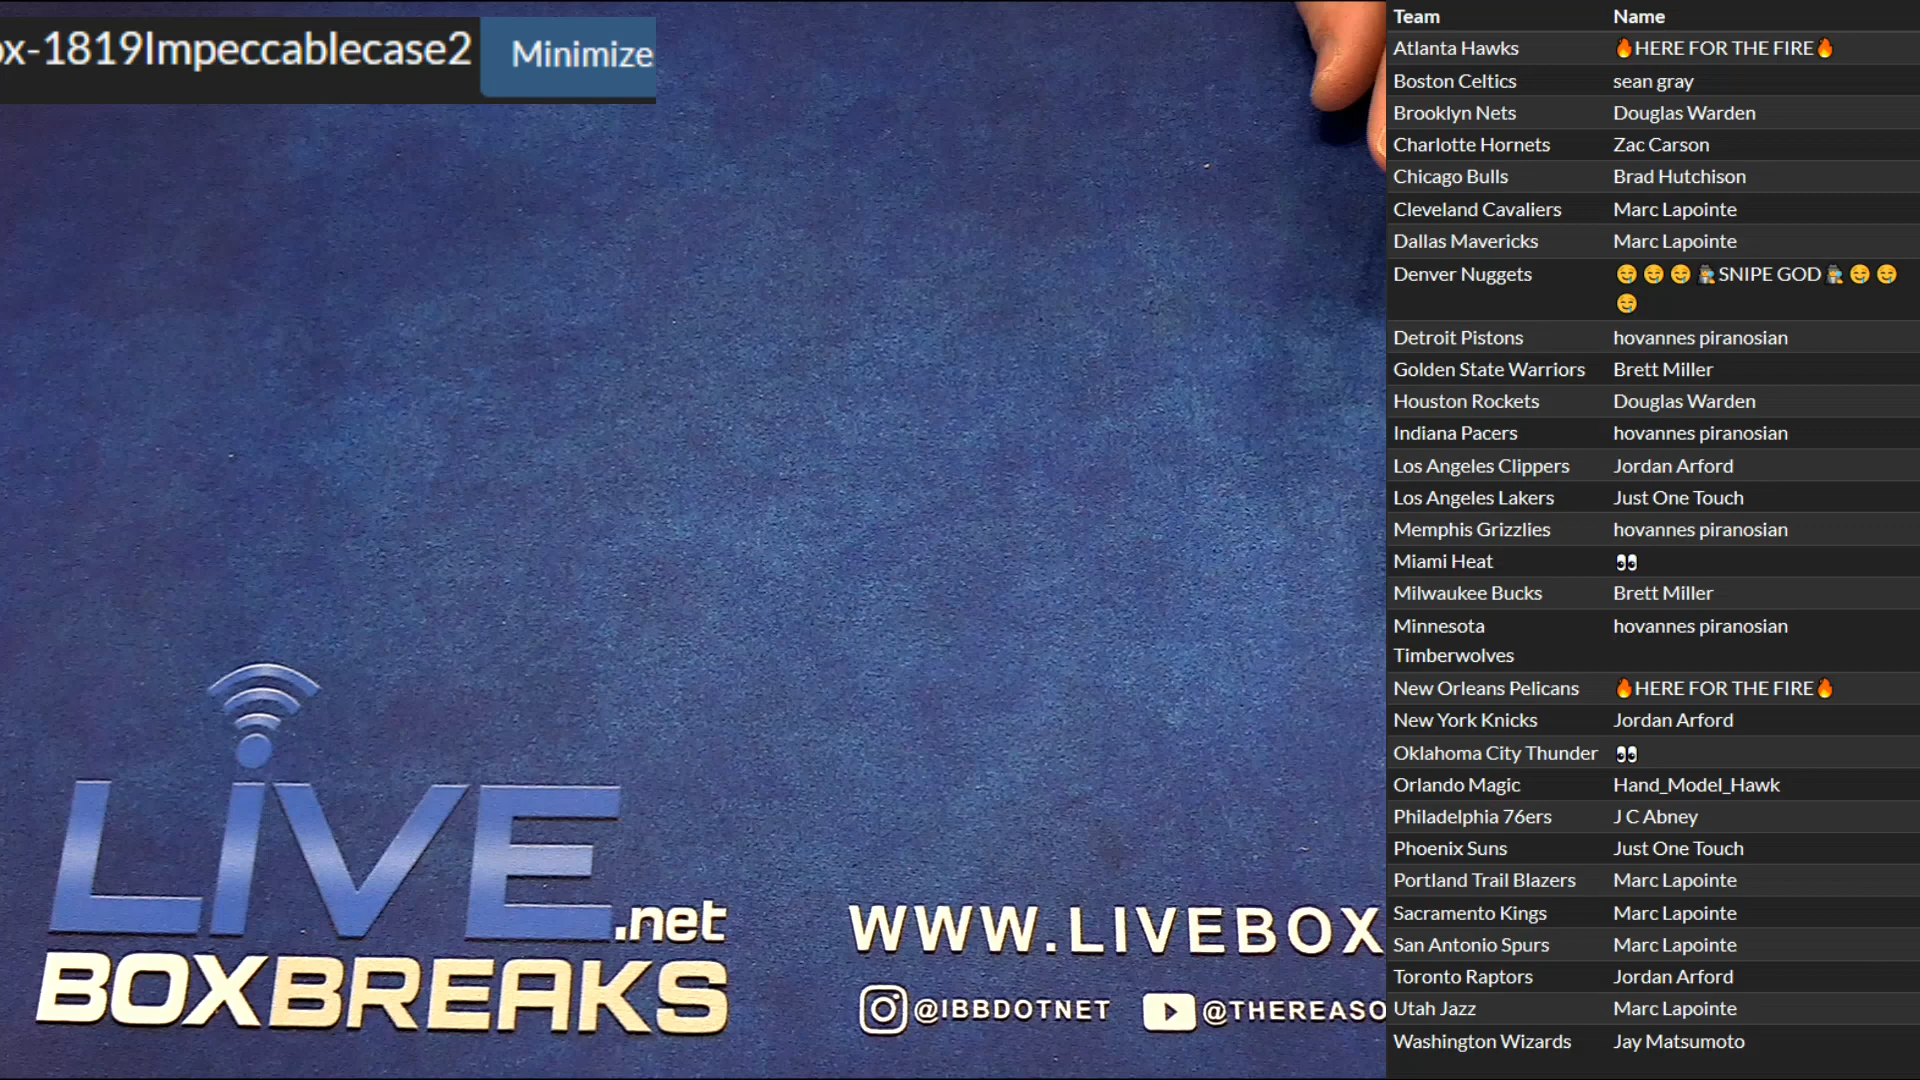 ox-1819Impeccablecase2 Minimize
Team Name
Atlanta Hawks 🔥HERE FOR THE FIRE🔥
Boston Celtics sean gray
Brooklyn Nets Douglas Warden
Charlotte Hornets Zac Carson
Chicago Bulls Brad Hutchison
Cleveland Cavaliers Marc Lapointe
Dallas Mavericks Marc Lapointe
Denver Nuggets 🤤🤤🤤🕵️SNIPE GOD🕵️🤤🤤
🤤
Detroit Pistons hovannes piranosian
Golden State Warriors Brett Miller
Houston Rockets Douglas Warden
Indiana Pacers hovannes piranosian
Los Angeles Clippers Jordan Arford
Los Angeles Lakers Just One Touch
Memphis Grizzlies hovannes piranosian
Miami Heat 👀
Milwaukee Bucks Brett Miller
Minnesota hovannes piranosian
Timberwolves
New Orleans Pelicans 🔥HERE FOR THE FIRE🔥
New York Knicks Jordan Arford
Oklahoma City Thunder 👀
Orlando Magic Hand_Model_Hawk
Philadelphia 76ers J C Abney
Phoenix Suns Just One Touch
Portland Trail Blazers Marc Lapointe
Sacramento Kings Marc Lapointe
San Antonio Spurs Marc Lapointe
Toronto Raptors Jordan Arford
Utah Jazz Marc Lapointe
Washington Wizards Jay Matsumoto
LIVE.net
BOXBREAKS
WWW.LIVEBOX
@IBBDOTNET @THEREASO